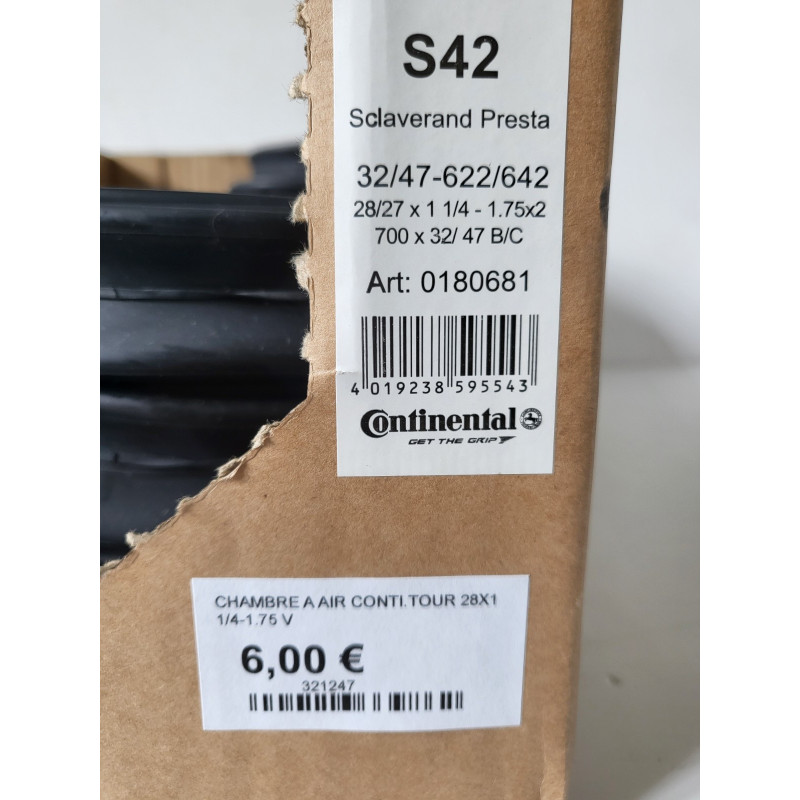 S42
Sclaverand Presta
32/47-622/642
28/27 x 1 1/4 - 1.75x2
700 x 32/ 47 B/C
Art: 0180681
4 019238 595543
Continental
GET THE GRIP
CHAMBRE A AIR CONTI.TOUR 28X1
1/4-1.75 V
6,00 €
321247